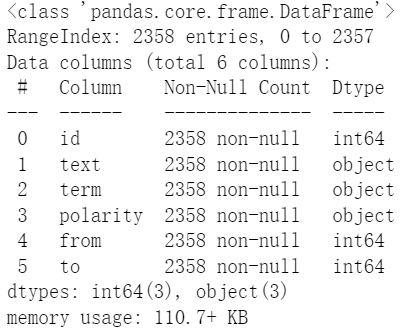 <class 'pandas.core.frame.DataFrame'>
RangeIndex: 2358 entries, 0 to 2357
Data columns (total 6 columns):
 #   Column    Non-Null Count  Dtype
---  ------    --------------  -----
 0   id        2358 non-null   int64
 1   text      2358 non-null   object
 2   term      2358 non-null   object
 3   polarity  2358 non-null   object
 4   from      2358 non-null   int64
 5   to        2358 non-null   int64
dtypes: int64(3), object(3)
memory usage: 110.7+ KB